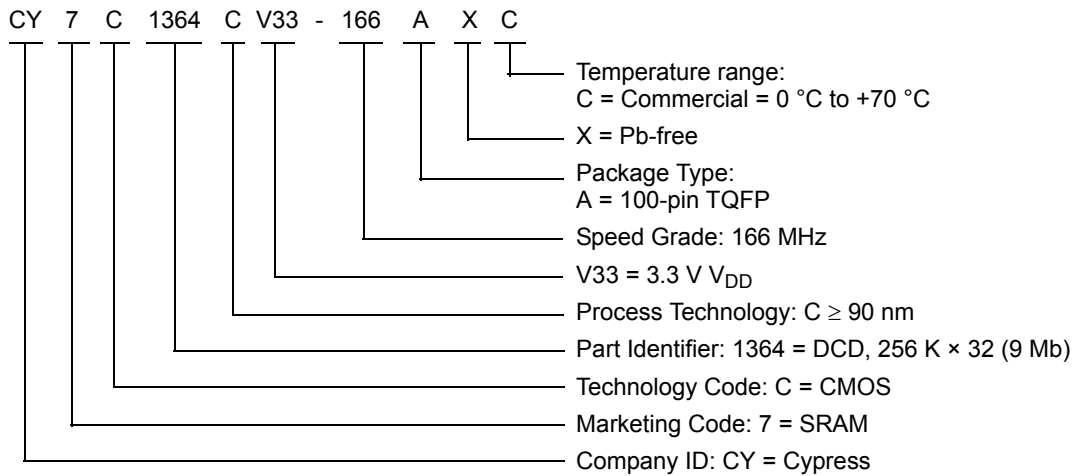 CY 7 C 1364 C V33 - 166 A X C
Temperature range:
C = Commercial = 0 °C to +70 °C
X = Pb-free
Package Type:
A = 100-pin TQFP
Speed Grade: 166 MHz
V33 = 3.3 V VDD
Process Technology: C ≥ 90 nm
Part Identifier: 1364 = DCD, 256 K × 32 (9 Mb)
Technology Code: C = CMOS
Marketing Code: 7 = SRAM
Company ID: CY = Cypress